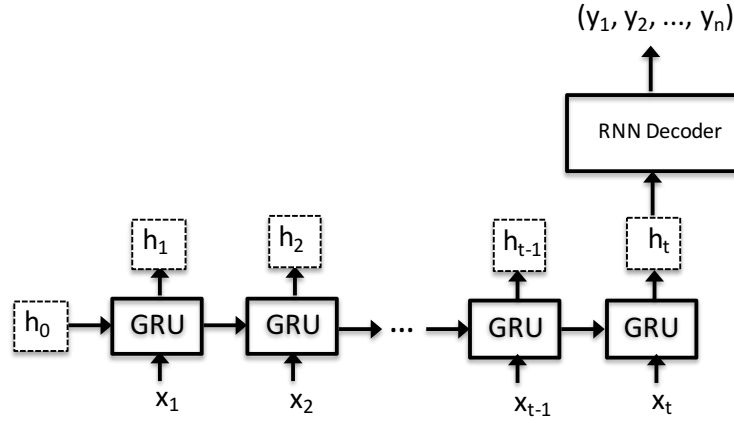 (y₁, y₂, ..., yₙ)
RNN Decoder
h₁ h₂ hₜ₋₁ hₜ
h₀ GRU GRU ... GRU GRU
x₁ x₂ xₜ₋₁ xₜ